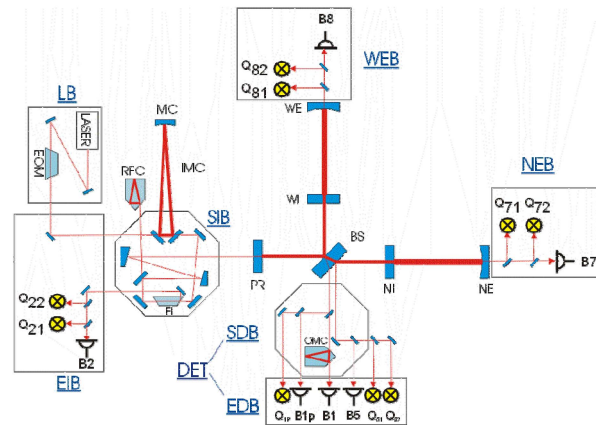 B8
Q82
Q81
WEB
WE
LB
LASER
EOM
MC
IMC
RFC
SIB
WI
BS
NEB
Q71
Q72
B7
PR
NI
NE
FI
Q22
Q21
B2
EIB
SDB
OMC
DET
EDB
Q1p B1p B1 B5 Q51 Q52